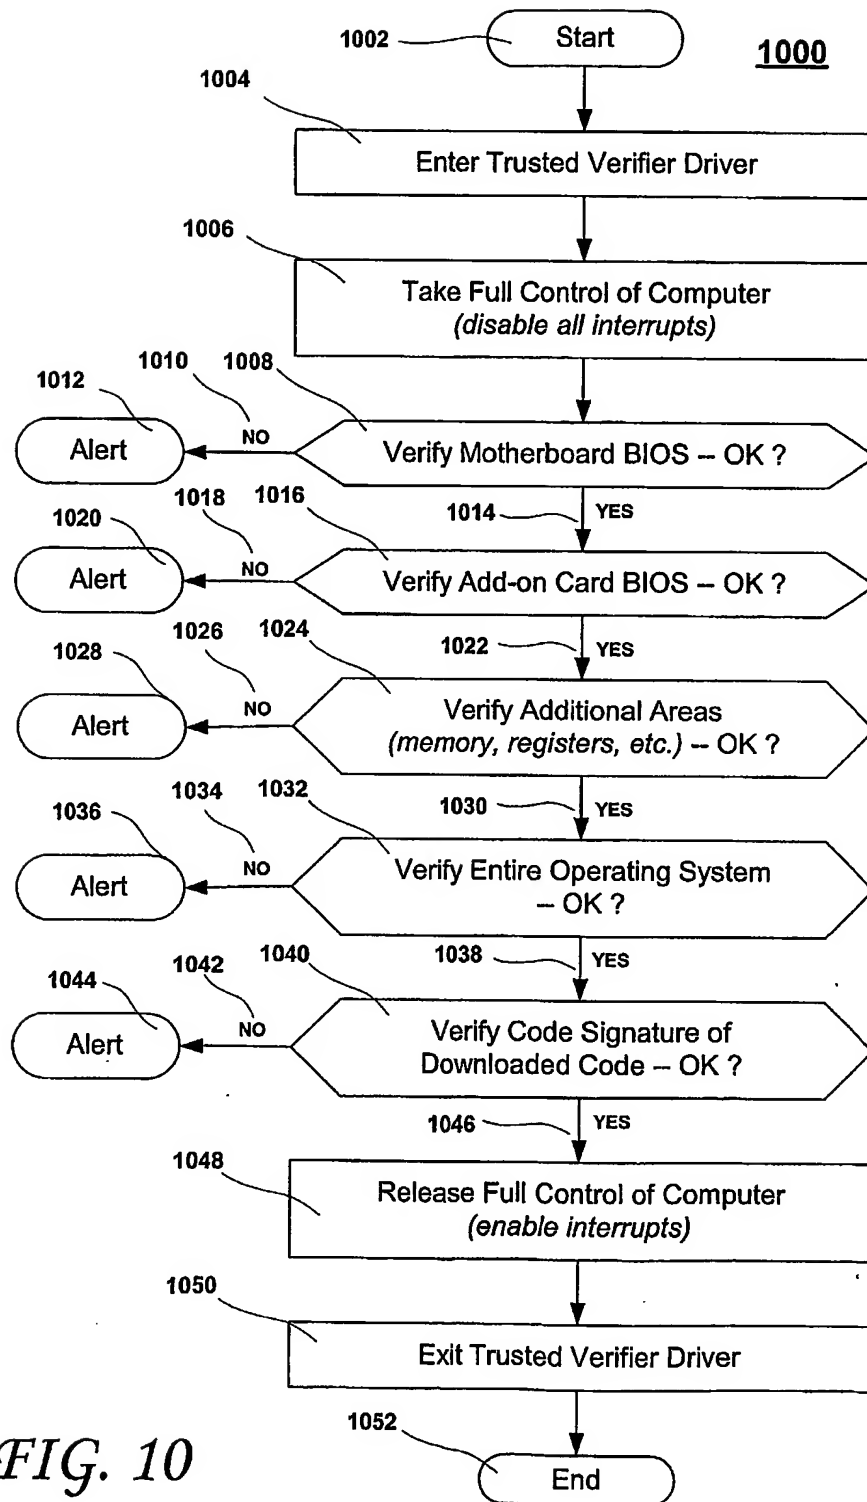 1002
Start
1000
1004
Enter Trusted Verifier Driver
1006
Take Full Control of Computer
(disable all interrupts)
1008
1010
1012
Alert
NO
Verify Motherboard BIOS – OK ?
1014
YES
1016
1018
1020
Alert
NO
Verify Add-on Card BIOS – OK ?
1022
YES
1024
1026
1028
Alert
NO
Verify Additional Areas
(memory, registers, etc.) – OK ?
1030
YES
1032
1034
1036
Alert
NO
Verify Entire Operating System
– OK ?
1038
YES
1040
1042
1044
Alert
NO
Verify Code Signature of
Downloaded Code – OK ?
1046
YES
1048
Release Full Control of Computer
(enable interrupts)
1050
Exit Trusted Verifier Driver
1052
End
FIG. 10